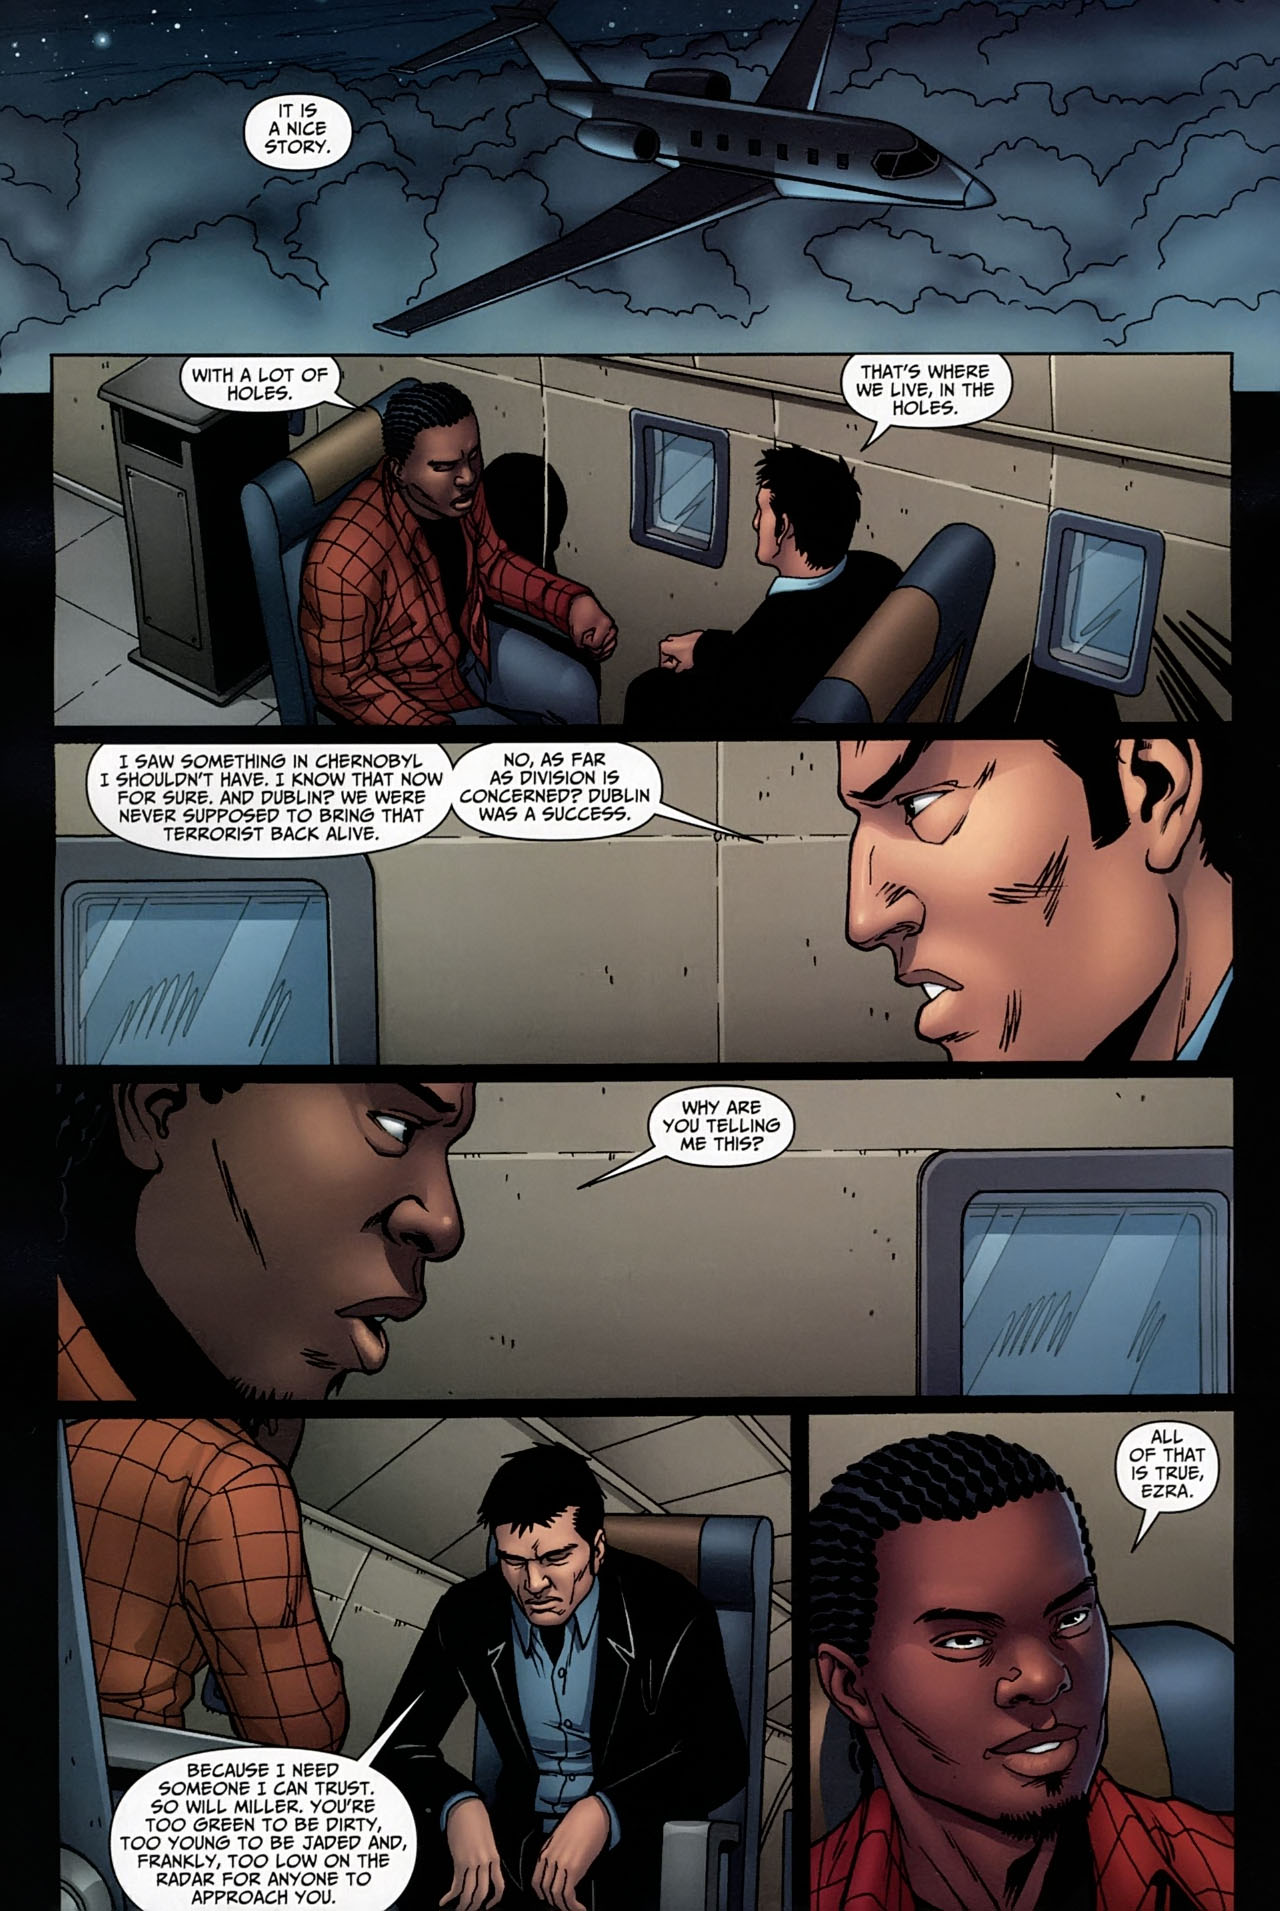 IT IS
A NICE
STORY.
WITH A LOT OF
HOLES.
THAT'S WHERE
WE LIVE, IN THE
HOLES.
I SAW SOMETHING IN CHERNOBYL
I SHOULDN'T HAVE. I KNOW THAT NOW
FOR SURE. AND DUBLIN? WE WERE
NEVER SUPPOSED TO BRING THAT
TERRORIST BACK ALIVE.
NO, AS FAR
AS DIVISION IS
CONCERNED? DUBLIN
WAS A SUCCESS.
WHY ARE
YOU TELLING
ME THIS?
BECAUSE I NEED
SOMEONE I CAN TRUST.
SO WILL MILLER. YOU'RE
TOO GREEN TO BE DIRTY,
TOO YOUNG TO BE JADED AND,
FRANKLY, TOO LOW ON THE
RADAR FOR ANYONE TO
APPROACH YOU.
ALL
OF THAT
IS TRUE,
EZRA.